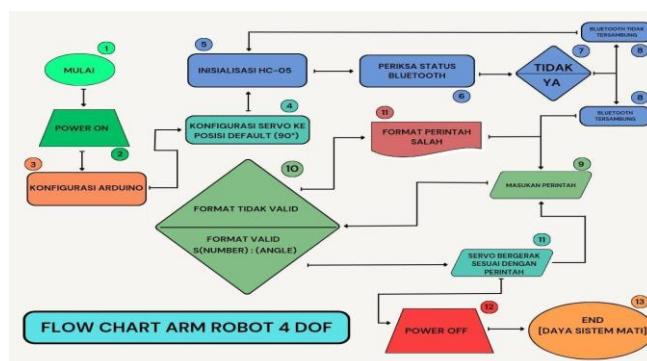 1
MULAI
POWER ON
2
3
KONFIGURASI ARDUINO
4
KONFIGURASI SERVO KE
POSISI DEFAULT (90°)
5
INISIALISASI HC-05
PERIKSA STATUS
BLUETOOTH
6
7
TIDAK
YA
BLUETOOTH TIDAK
TERSAMBUNG
8
8
BLUETOOTH
TERSAMBUNG
9
MASUKAN PERINTAH
10
FORMAT TIDAK VALID
FORMAT VALID
S(NUMBER) : (ANGLE)
11
FORMAT PERINTAH
SALAH
11
SERVO BERGERAK
SESUAI DENGAN
PERINTAH
12
POWER OFF
13
END
[DAYA SISTEM MATI]
FLOW CHART ARM ROBOT 4 DOF